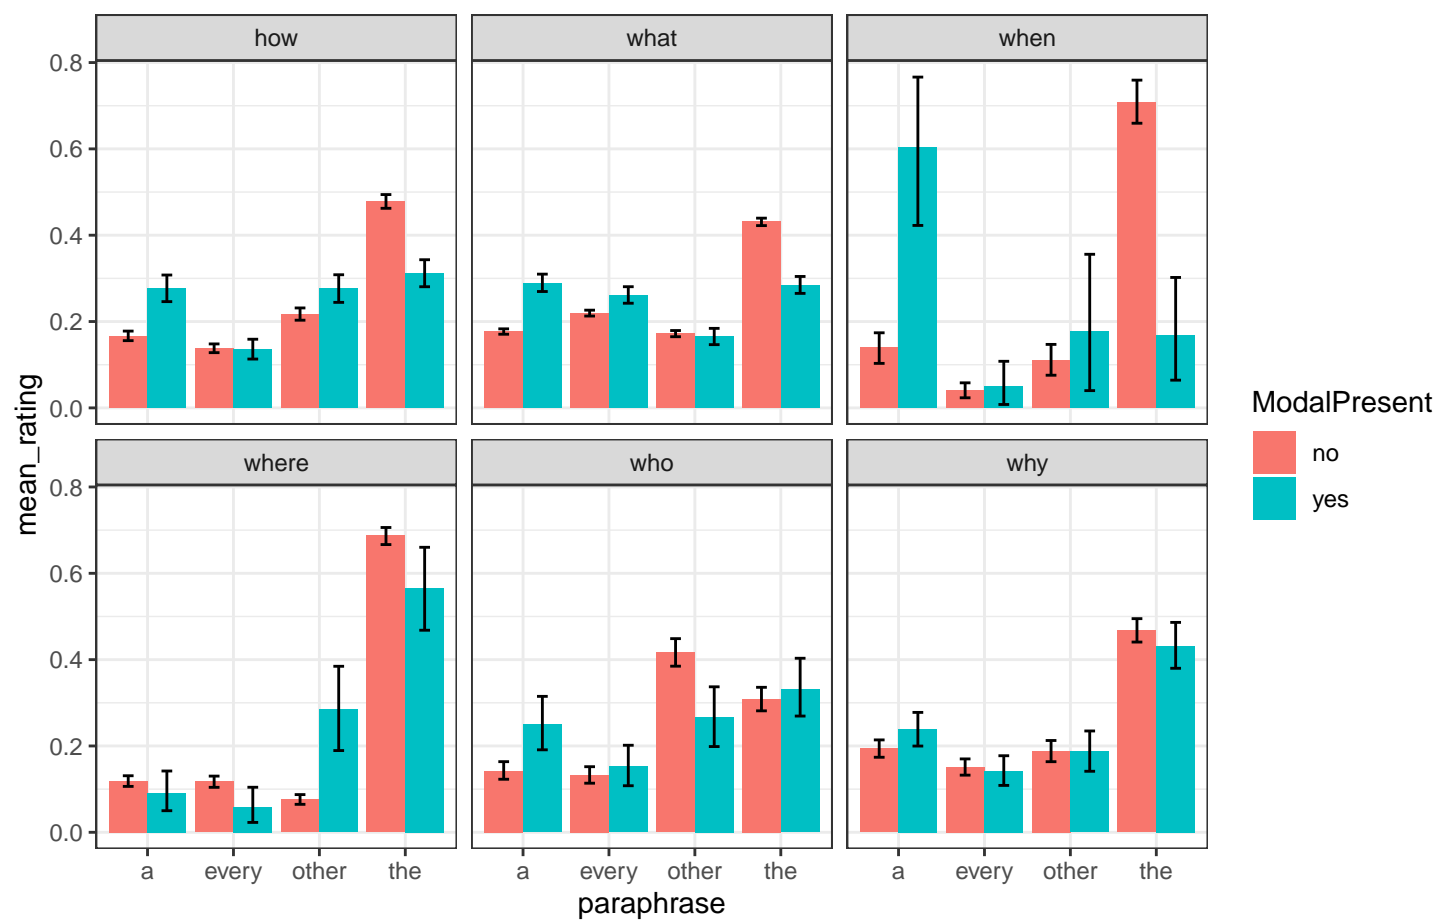 how what when
0.8
0.6
0.4
0.2
0.0
where who why
0.8
0.6
0.4
0.2
0.0
a every other the a every other the a every other the
paraphrase
mean_rating
ModalPresent
no
yes